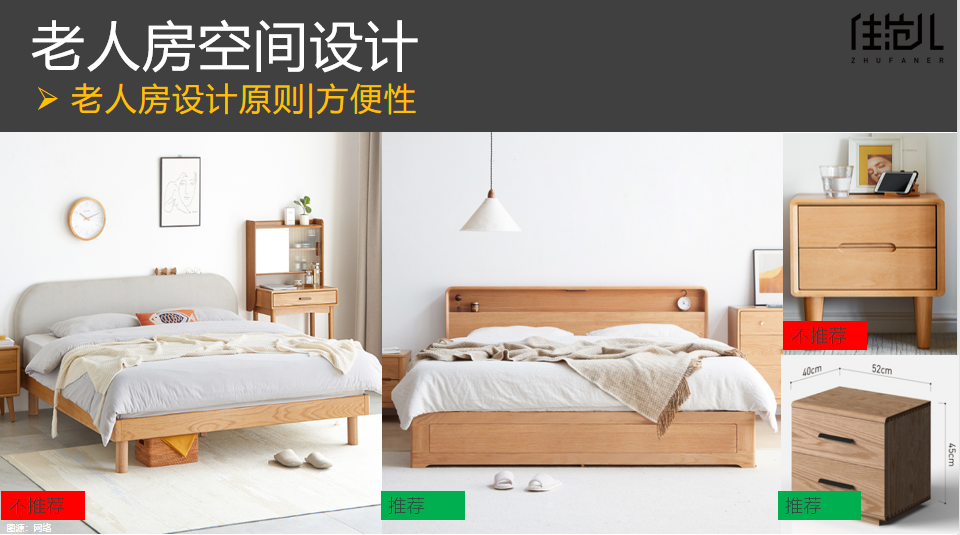 老人房空间设计
住范儿
ZHUFANER
➢ 老人房设计原则|方便性
不推荐
40cm
52cm
45cm
不推荐
推荐
推荐
图源：网络